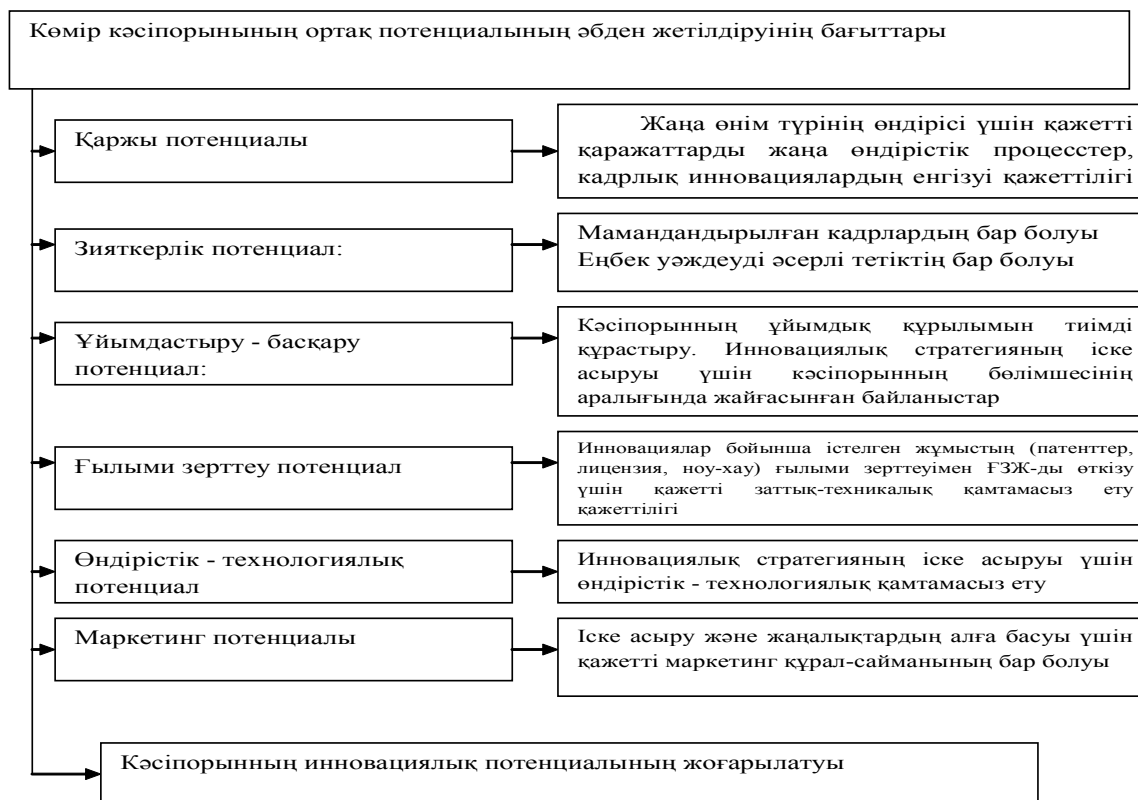 Көмір кәсіпорынының ортақ потенциалының әбден жетілдіруінің бағыттары
Қаржы потенциалы
Жаңа өнім түрінің өндірісі үшін қажетті
қаражаттарды жаңа өндірістік процесстер,
кадрлық инновациялардың енгізуі қажеттілігі
Зияткерлік потенциал:
Мамандандырылған кадрлардың бар болуы
Еңбек уәждеуді әсерлі тетіктің бар болуы
Ұйымдастыру - басқару
потенциал:
Кәсіпорынның ұйымдық құрылымын тиімді
құрастыру. Инновациялық стратегияның іске
асыруы үшін кәсіпорынның бөлімшесінің
аралығында жайғасынған байланыстар
Ғылыми зерттеу потенциал
Инновациялар бойынша істелген жұмыстың (патенттер,
лицензия, ноу-хау) ғылыми зерттеуімен ҒЗЖ-ды өткізу
үшін қажетті заттық-техникалық қамтамасыз ету
қажеттілігі
Өндірістік - технологиялық
потенциал
Инновациялық стратегияның іске асыруы үшін
өндірістік - технологиялық қамтамасыз ету
Маркетинг потенциалы
Іске асыру және жаңалықтардың алға басуы үшін
қажетті маркетинг құрал-сайманының бар болуы
Кәсіпорынның инновациялық потенциалының жоғарылатуы